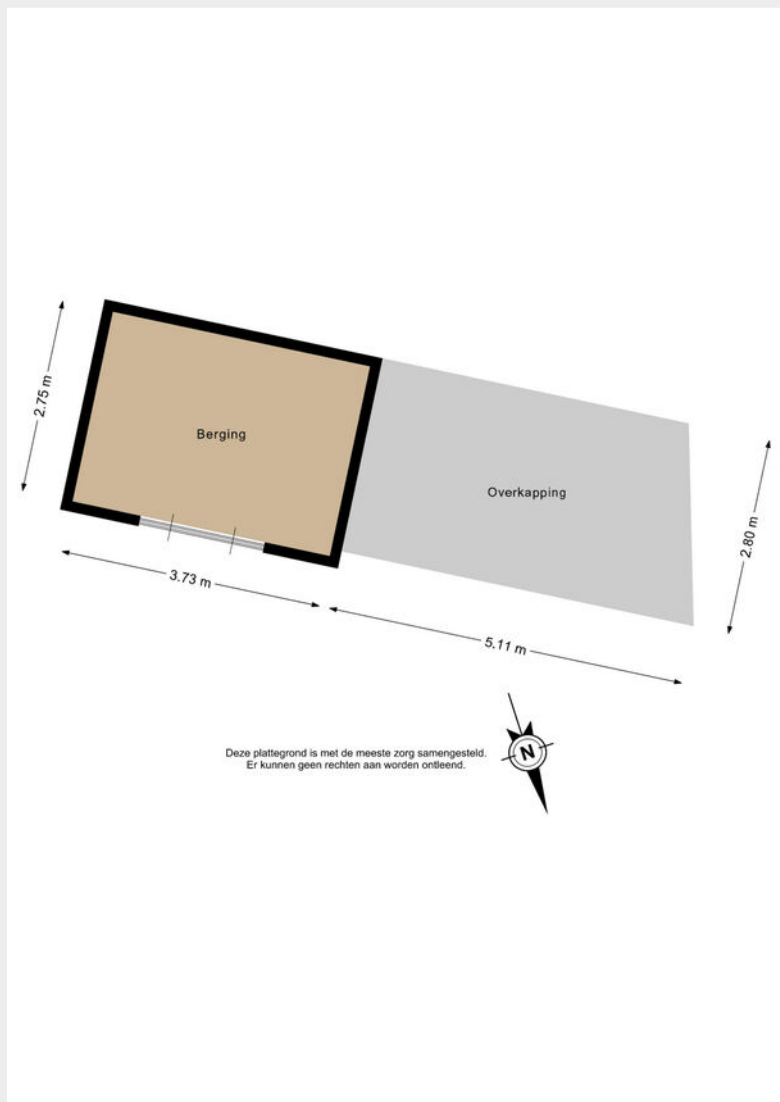 2.75 m
Berging
Overkapping
2.80 m
3.73 m
5.11 m
Deze plattegrond is met de meeste zorg samengesteld.
Er kunnen geen rechten aan worden ontleend.
N